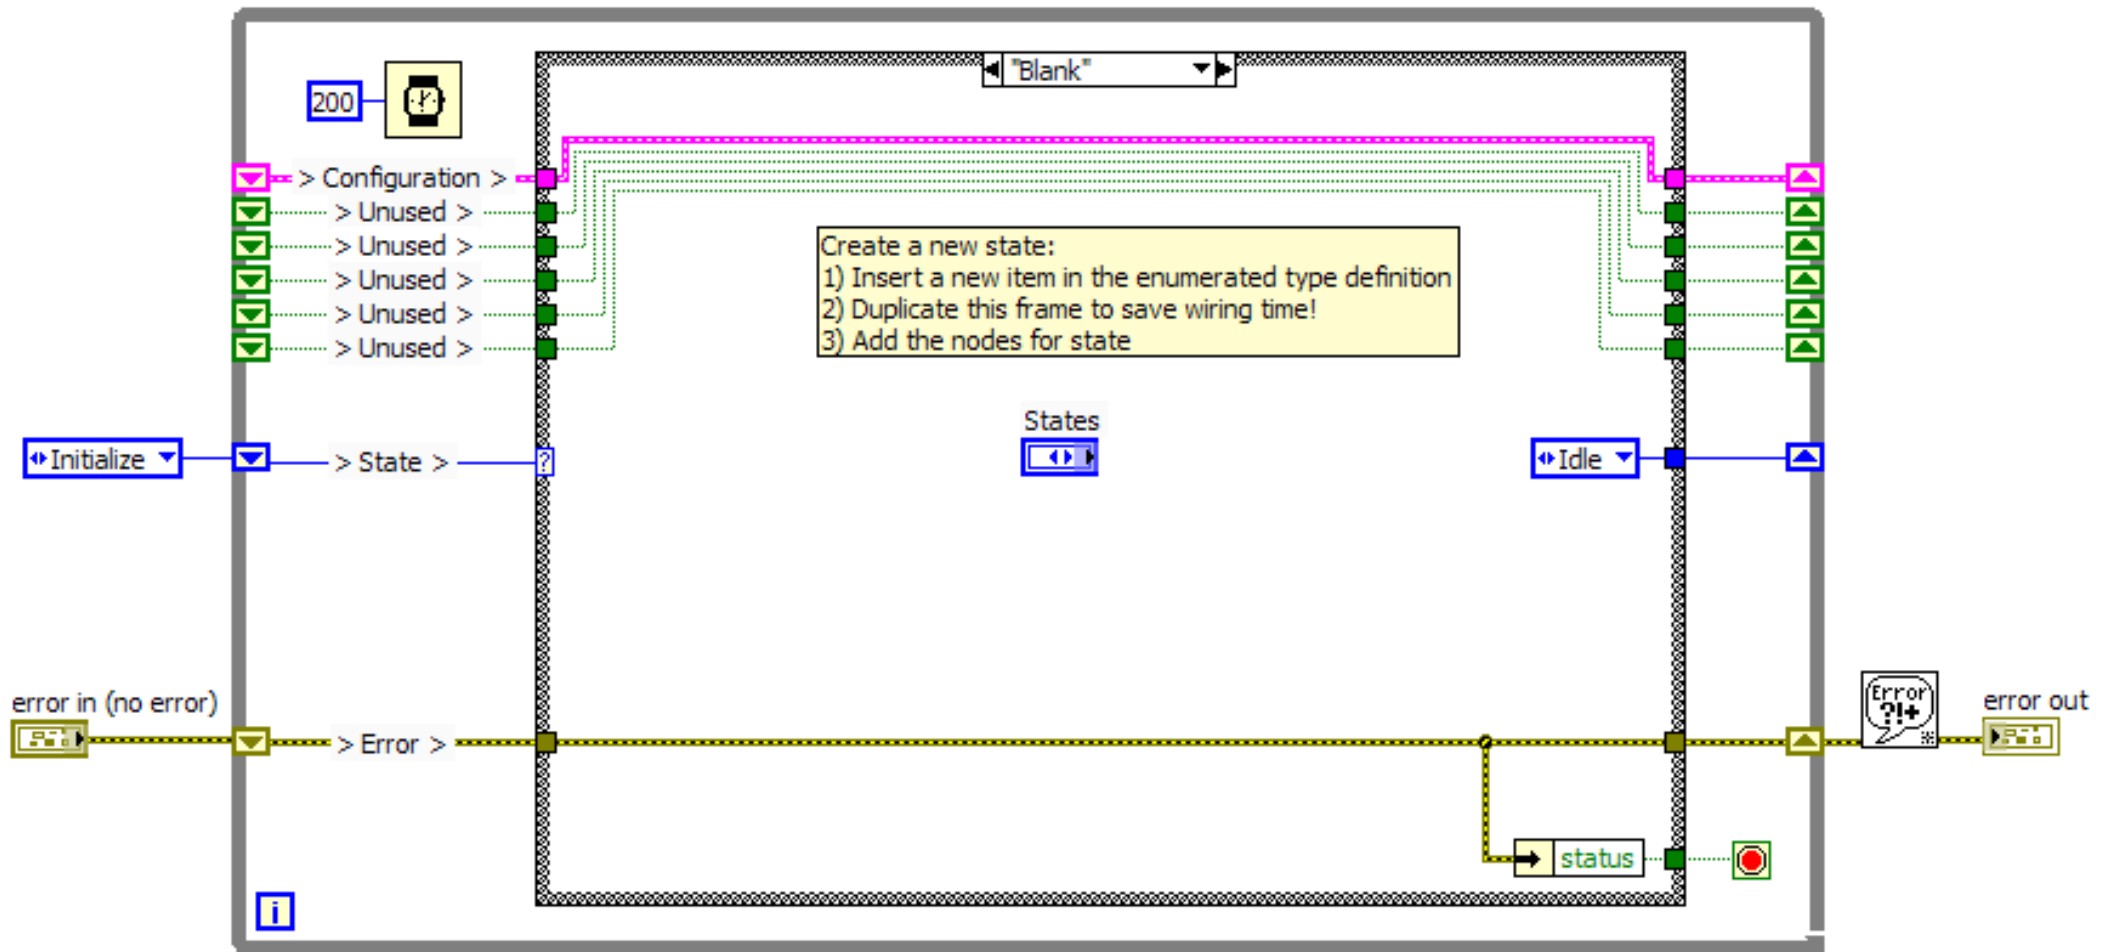 "Blank"
200
> Configuration >
> Unused >
> Unused >
> Unused >
> Unused >
> Unused >
Create a new state:
1) Insert a new item in the enumerated type definition
2) Duplicate this frame to save wiring time!
3) Add the nodes for state
States
Initialize
> State >
?
Idle
error in (no error)
> Error >
Error
?!+
*
error out
status
i